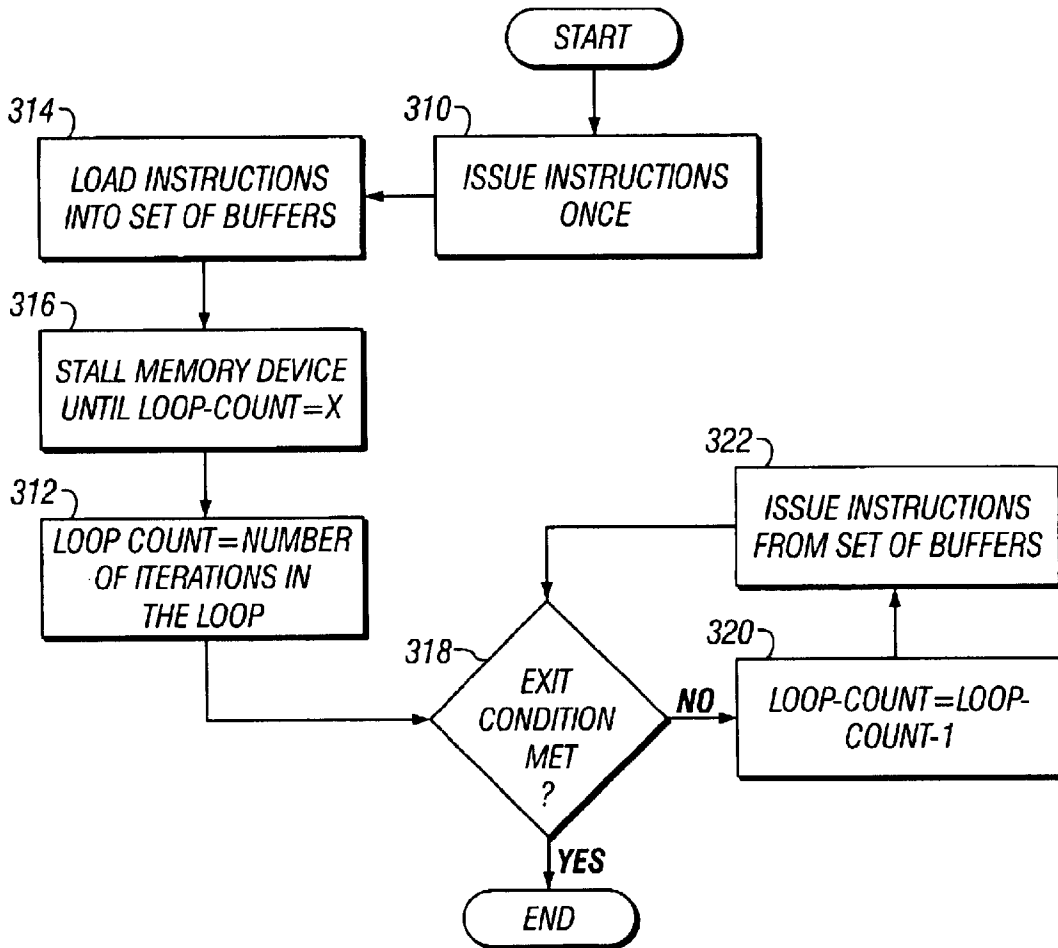 START
310
ISSUE INSTRUCTIONS
ONCE
314
LOAD INSTRUCTIONS
INTO SET OF BUFFERS
316
STALL MEMORY DEVICE
UNTIL LOOP-COUNT=X
312
LOOP COUNT=NUMBER
OF ITERATIONS IN
THE LOOP
318
EXIT
CONDITION
MET
?
NO
320
LOOP-COUNT=LOOP-
COUNT-1
322
ISSUE INSTRUCTIONS
FROM SET OF BUFFERS
YES
END